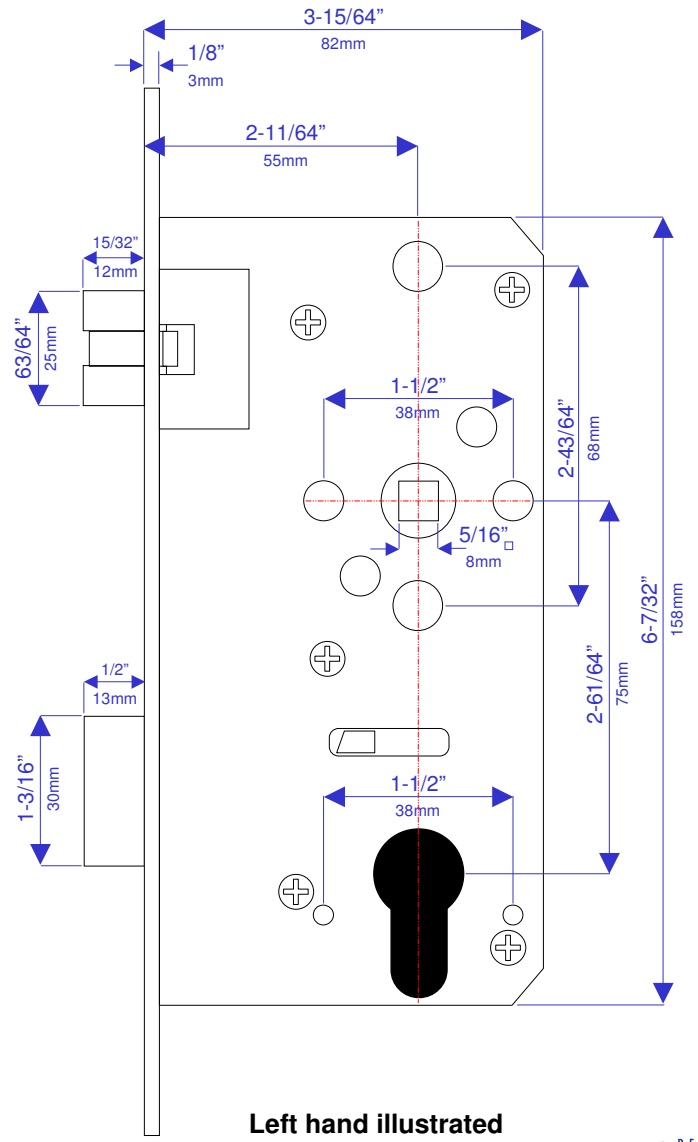 3-15/64”
82mm
1/8”
3mm
2-11/64”
55mm
15/32”
12mm
63/64”
25mm
1-1/2”
38mm
2-43/64”
68mm
5/16”
8mm
6-7/32”
158mm
2-61/64”
75mm
1/2”
13mm
1-3/16”
30mm
1-1/2”
38mm
Left hand illustrated